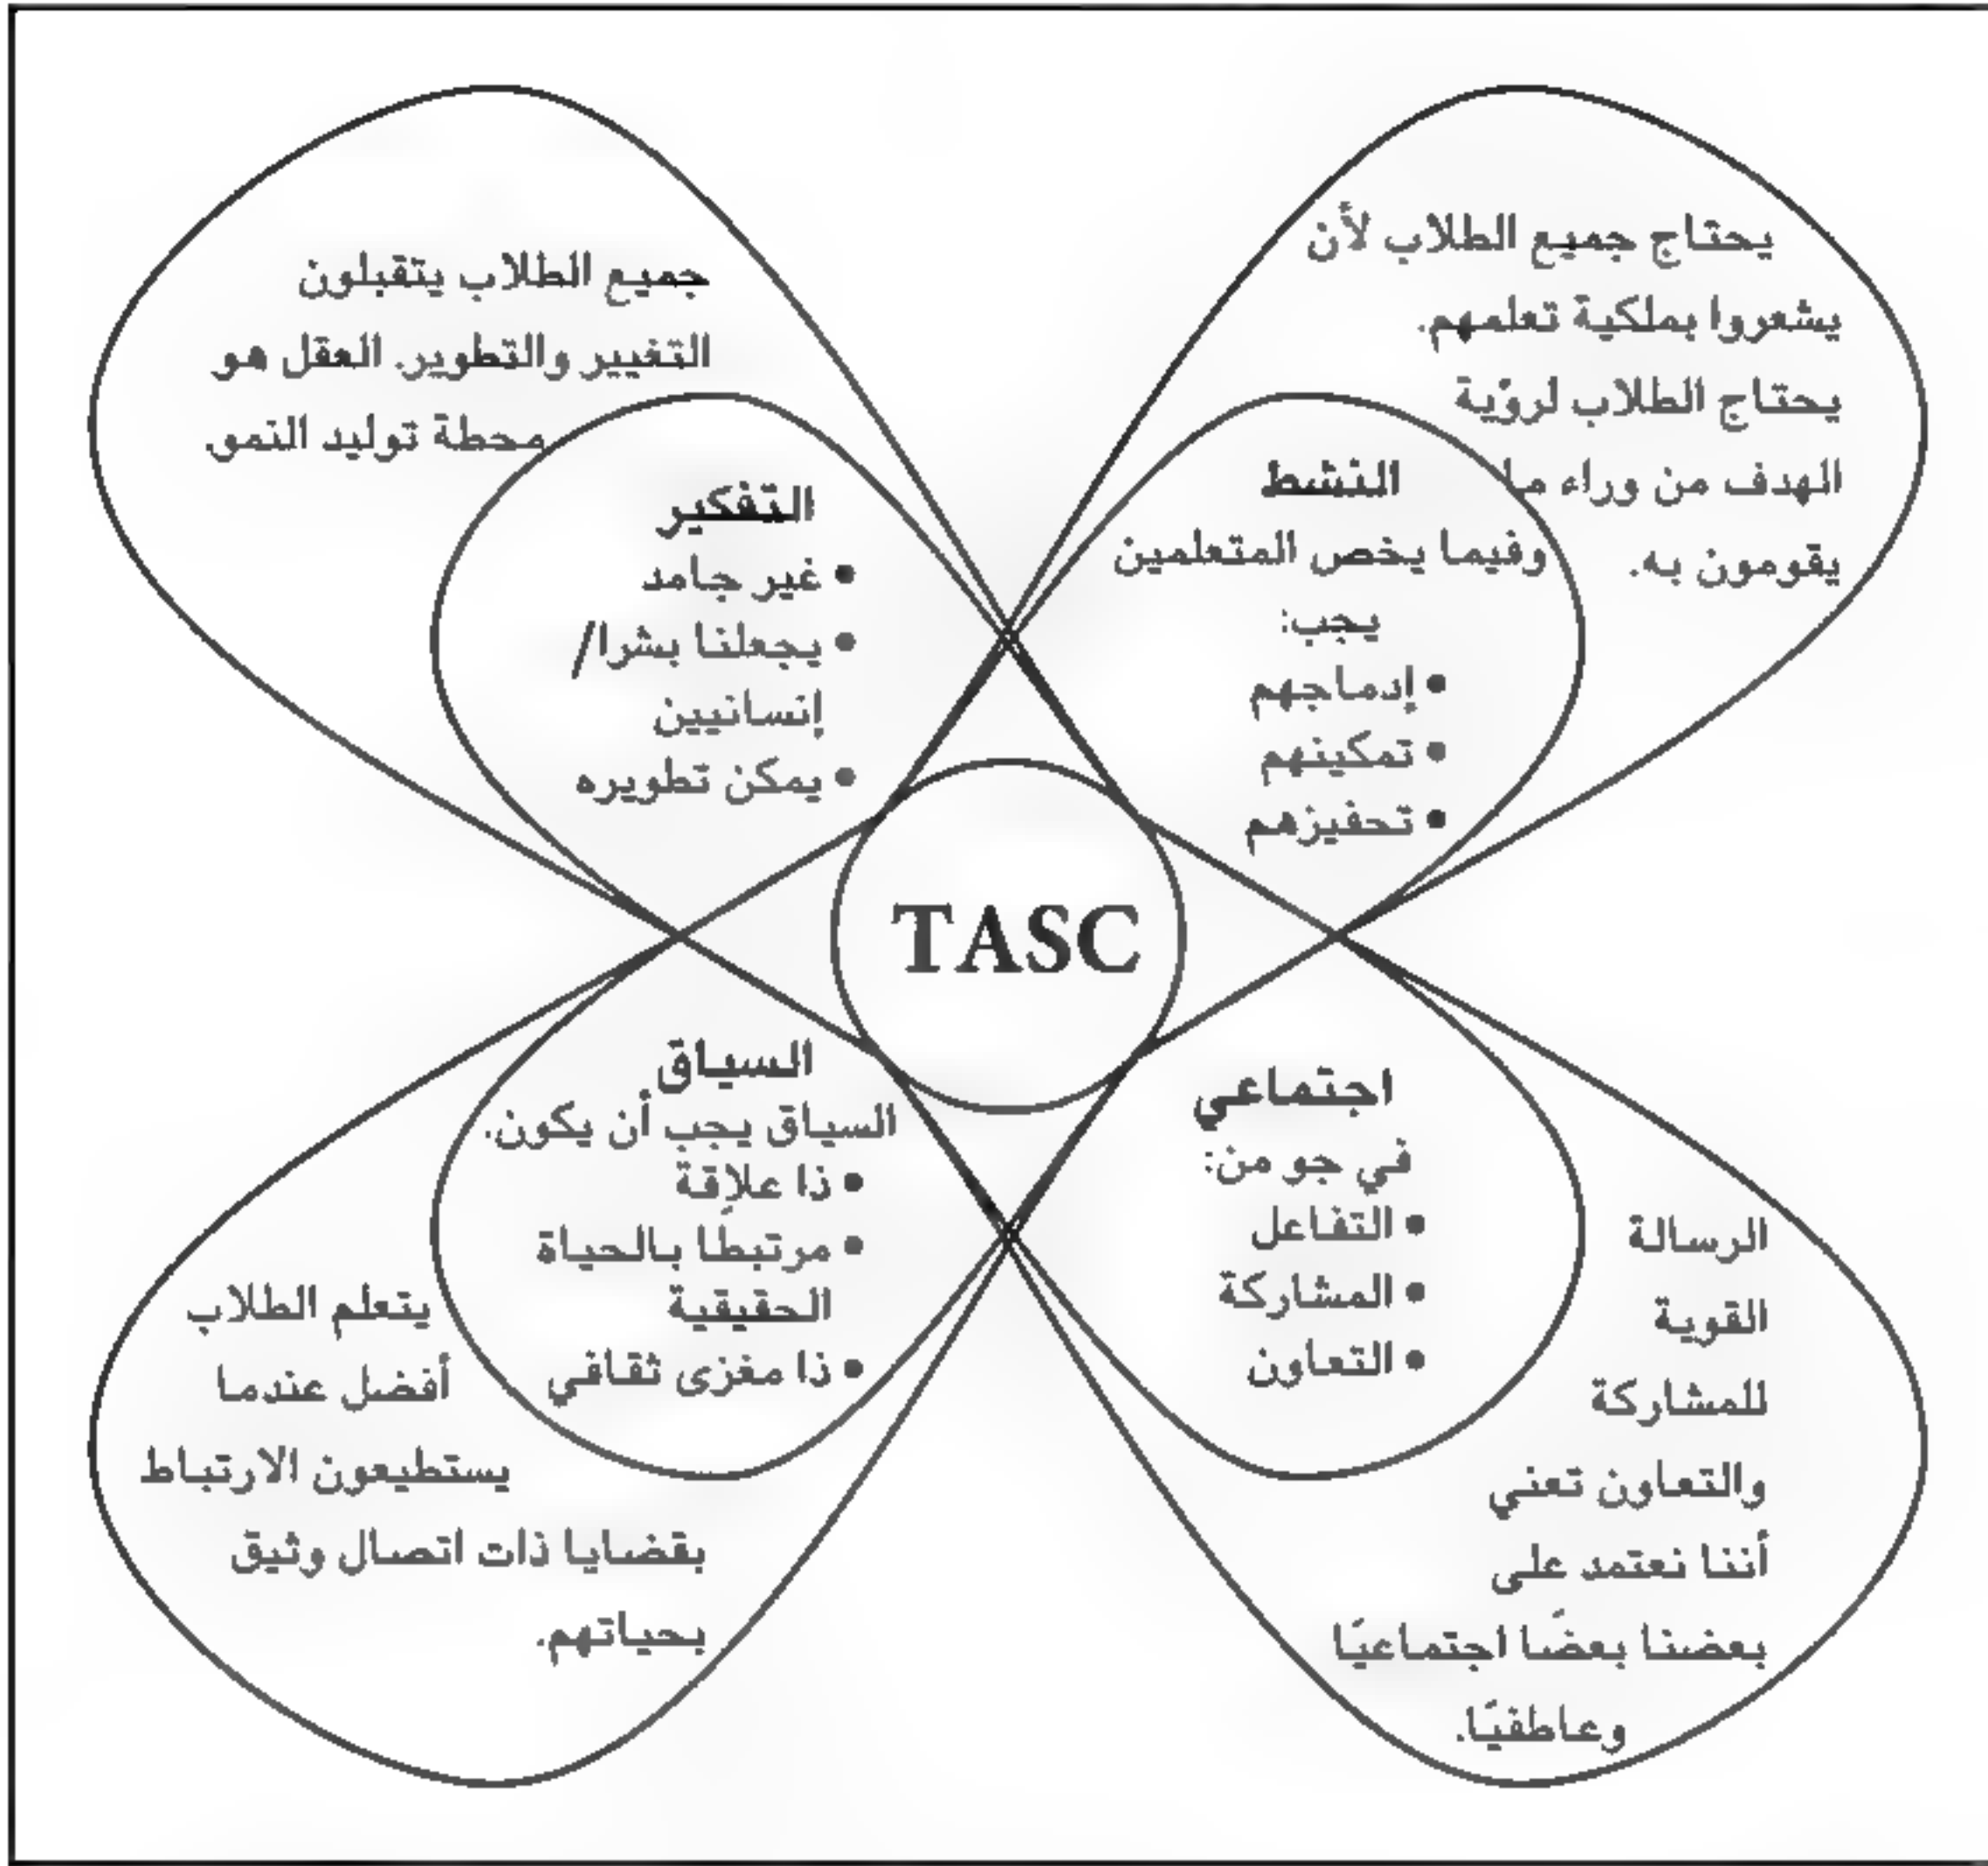 يحتاج جميع الطلاب لأن
يشعروا بملكية تعلمهم.
يحتاج الطلاب لروّية
الهدف من وراء ما
يقومون به.
النشط
وفيما يخص المتعلمين
يجب:
• إدماجهم
• تمكينهم
• تحفيزهم
جميع الطلاب يتقبلون
التغيير والتطوير. العقل هو
محطة توليد النمو.
التفكير
• غير جامد
• يجعلنا بشرا/
إنسانيين
• يمكن تطويره
TASC
اجتماعي
في جو من:
• التفاعل
• المشاركة
• التعاون
الرسالة
القوية
للمشاركة
والتعاون تعني
أننا نعتمد على
بعضنا بعضًا اجتماعيًا
وعاطفيًا.
السياق
السياق يجب أن يكون.
• ذا علاقة
• مرتبطًا بالحياة
الحقيقية
• ذا مغزى ثقافي
يتعلم الطلاب
أفضل عندما
يستطيعون الارتباط
بقضايا ذات اتصال وثيق
بحياتهم.